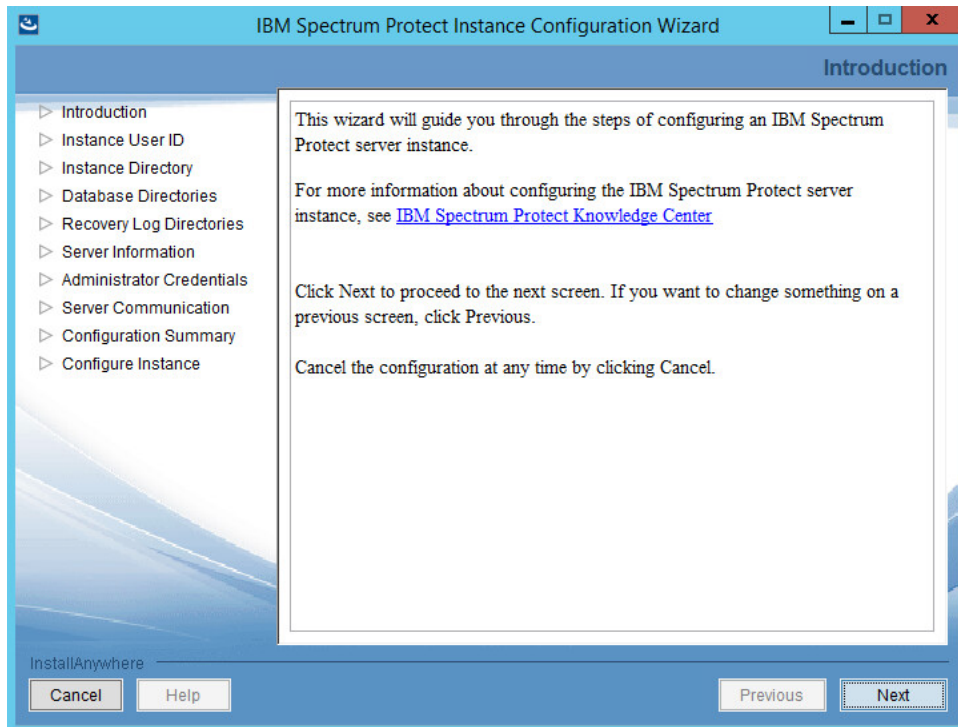 IBM Spectrum Protect Instance Configuration Wizard
Introduction
Introduction
Instance User ID
Instance Directory
Database Directories
Recovery Log Directories
Server Information
Administrator Credentials
Server Communication
Configuration Summary
Configure Instance
This wizard will guide you through the steps of configuring an IBM Spectrum
Protect server instance.
For more information about configuring the IBM Spectrum Protect server
instance, see IBM Spectrum Protect Knowledge Center
Click Next to proceed to the next screen. If you want to change something on a
previous screen, click Previous.
Cancel the configuration at any time by clicking Cancel.
InstallAnywhere
Cancel Help Previous Next